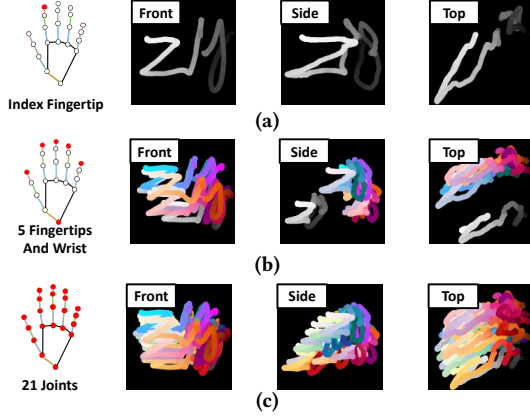 Front Side Top
Index Fingertip
(a)
Front Side Top
5 Fingertips
And Wrist
(b)
Front Side Top
21 Joints
(c)